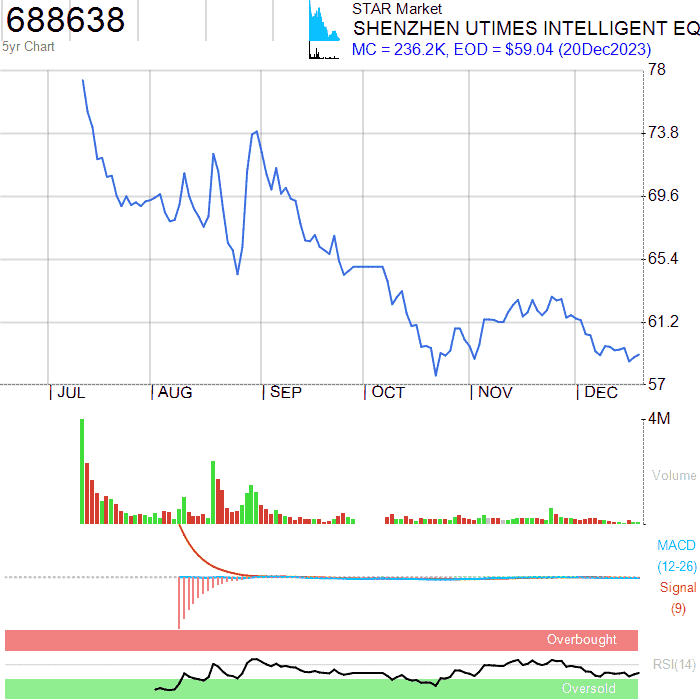 688638
STAR Market
SHENZHEN UTIMES INTELLIGENT EQ
5yr Chart
MC = 236.2K, EOD = $59.04 (20Dec2023)
78
73.8
69.6
65.4
61.2
57
JUL AUG SEP OCT NOV DEC
4M
Volume
MACD
(12-26)
Signal
(9)
Overbought
RSI(14)
Oversold